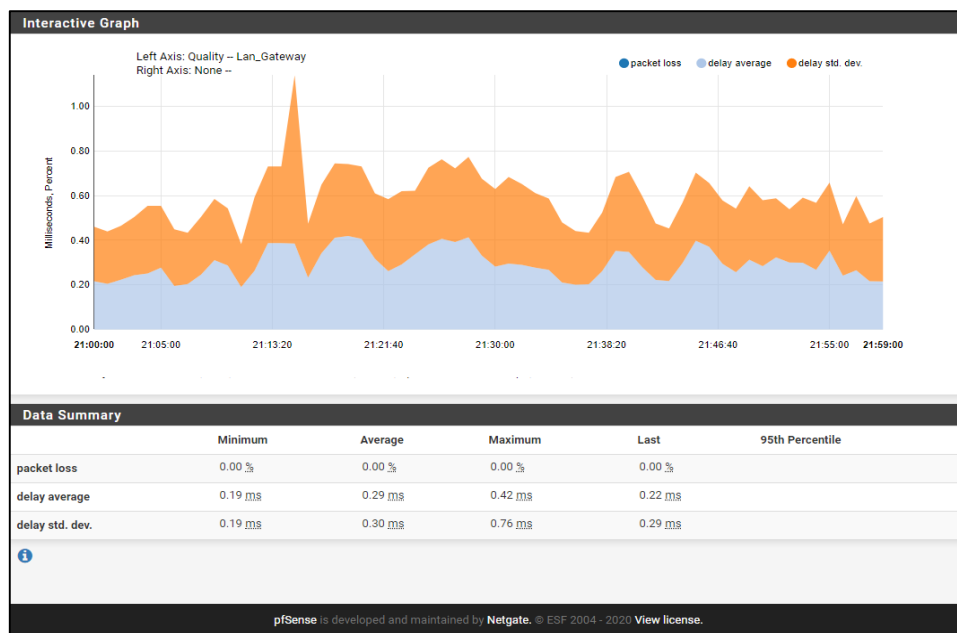 Interactive Graph
Left Axis: Quality -- Lan_Gateway
Right Axis: None --
packet loss delay average delay std. dev.
1.00
0.80
0.60
0.40
0.20
0.00
Milliseconds, Percent
21:00:00 21:05:00 21:13:20 21:21:40 21:30:00 21:38:20 21:46:40 21:55:00 21:59:00
Data Summary
Minimum Average Maximum Last 95th Percentile
packet loss 0.00 % 0.00 % 0.00 % 0.00 %
delay average 0.19 ms 0.29 ms 0.42 ms 0.22 ms
delay std. dev. 0.19 ms 0.30 ms 0.76 ms 0.29 ms
pfSense is developed and maintained by Netgate. © ESF 2004 - 2020 View license.